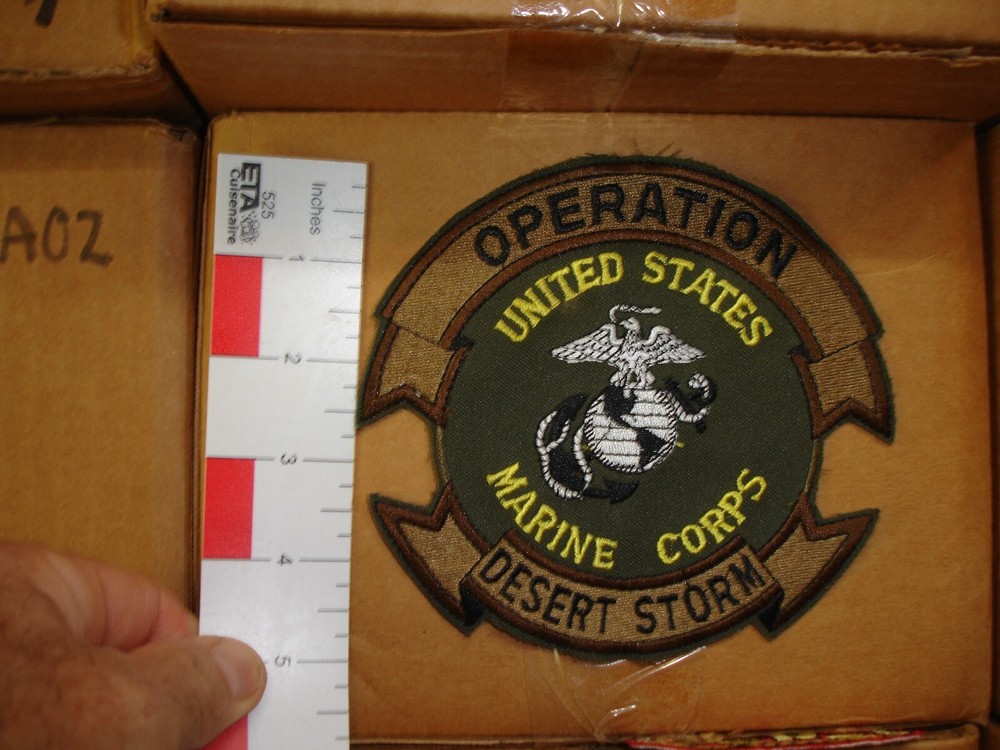 A02
ETA
Cuisenaire
525
Inches
1
2
3
4
5
OPERATION
UNITED STATES
MARINE CORPS
DESERT STORM